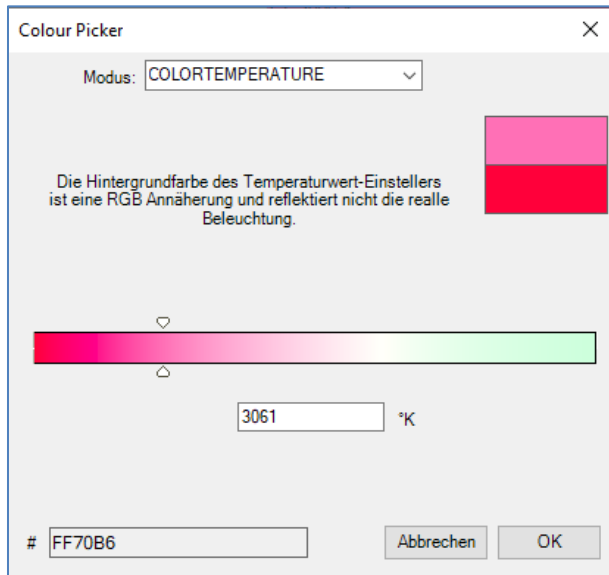 Colour Picker
Modus: COLORTEMPERATURE
Die Hintergrundfarbe des Temperaturwert-Einstellers
ist eine RGB Annäherung und reflektiert nicht die realle
Beleuchtung.
3061 °K
# FF70B6 Abbrechen OK